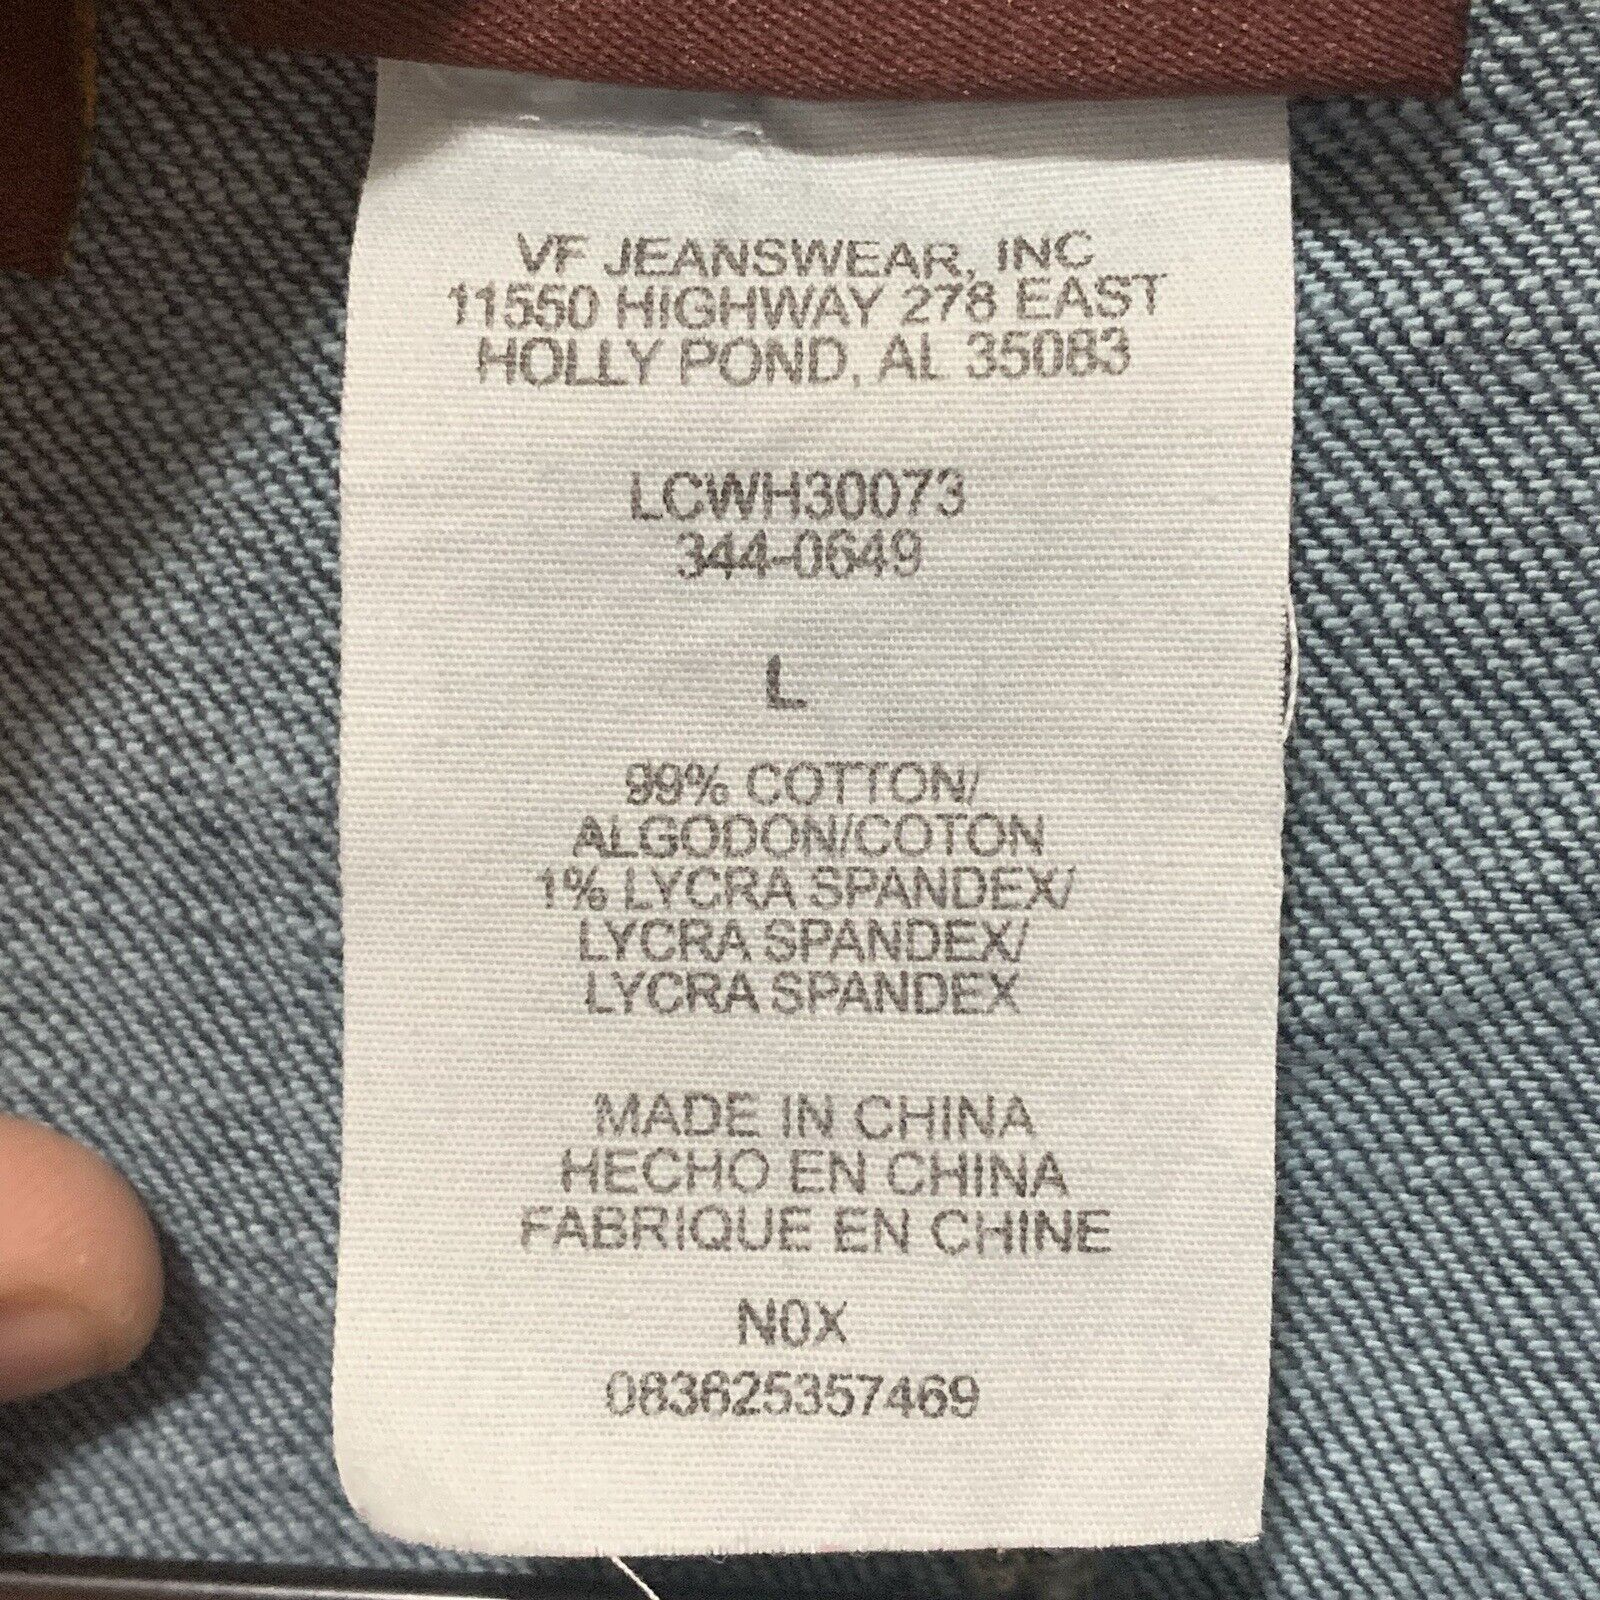 VF JEANSWEAR, INC
11550 HIGHWAY 278 EAST
HOLLY POND, AL 35083
LCWH30073
344-0649
L
99% COTTON/
ALGODON/COTON
1% LYCRA SPANDEX/
LYCRA SPANDEX/
LYCRA SPANDEX
MADE IN CHINA
HECHO EN CHINA
FABRIQUE EN CHINE
N0X
083625357469